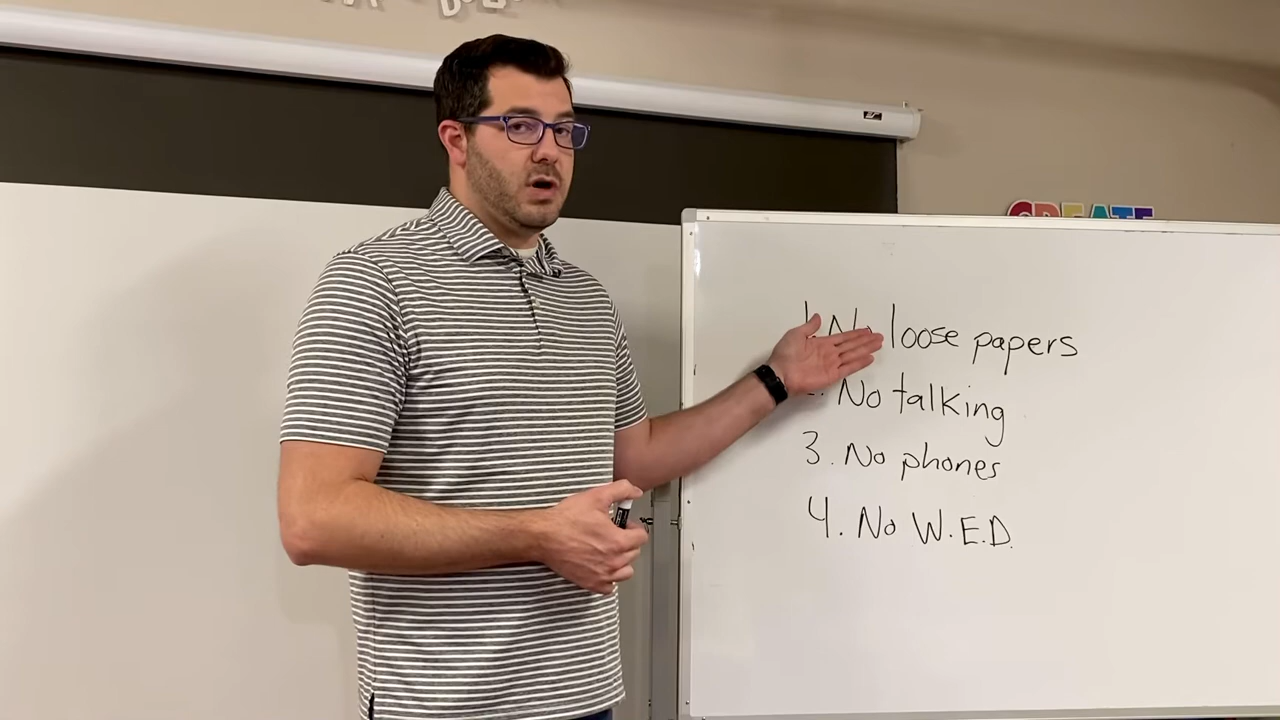 CREATE
1. No loose papers
2. No talking
3. No phones
4. No W.E.D.